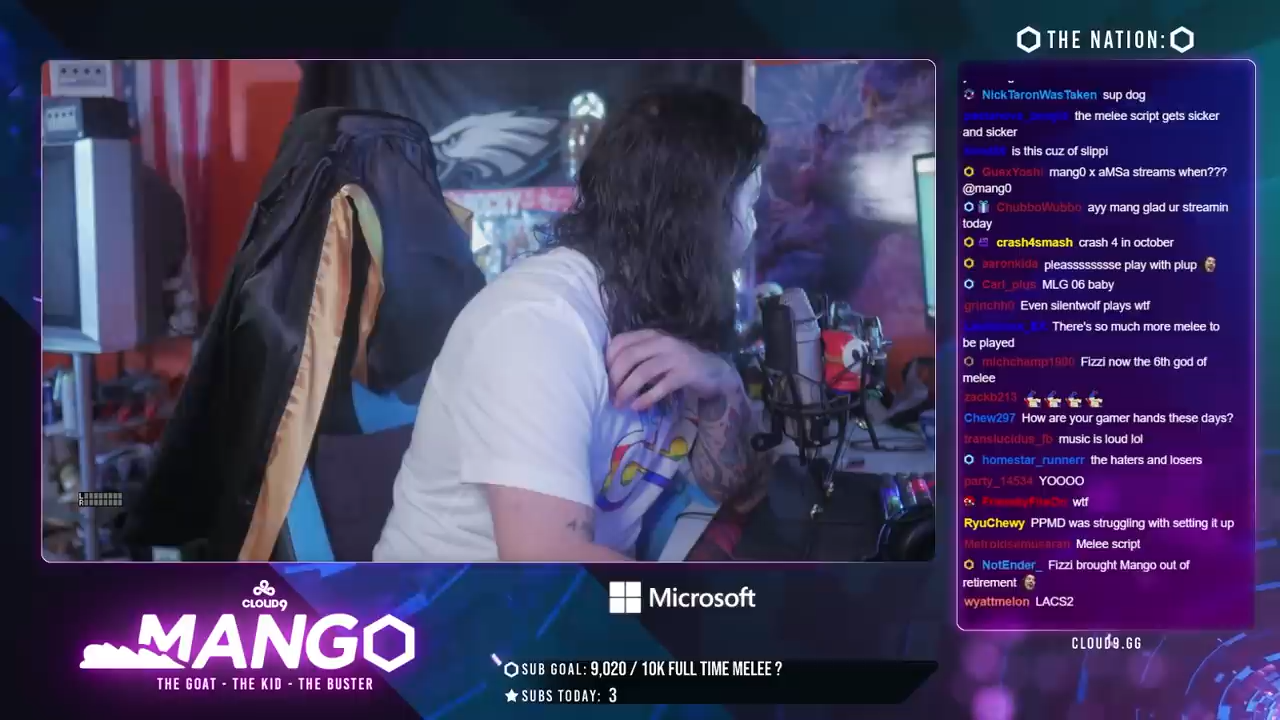 THE NATION:
NickTaronWasTaken sup dog
the melee script gets sicker
and sicker
is this cuz of slippi
GuexYoshi mang0 x aMSa streams when???
@mang0
ChubboWubbo ayy mang glad ur streamin
today
crash4smash crash 4 in october
aaronkida pleasssssssse play with plup
Carl_plus MLG 06 baby
grinchh0 Even silentwolf plays wtf
There's so much more melee to
be played
michchamp1980 Fizzi now the 6th god of
melee
zackb213
Chew297 How are your gamer hands these days?
translucidus_fb music is loud lol
homestar_runnerr the haters and losers
party_14534 YOOOO
wtf
RyuChewy PPMD was struggling with setting it up
Metroidsemusaran Melee script
NotEnder_ Fizzi brought Mango out of
retirement
wyattmelon LACS2
CLOUD9.GG
CLOUD9
MANGO
THE GOAT - THE KID - THE BUSTER
Microsoft
SUB GOAL: 9,020 / 10K FULL TIME MELEE ?
SUBS TODAY: 3